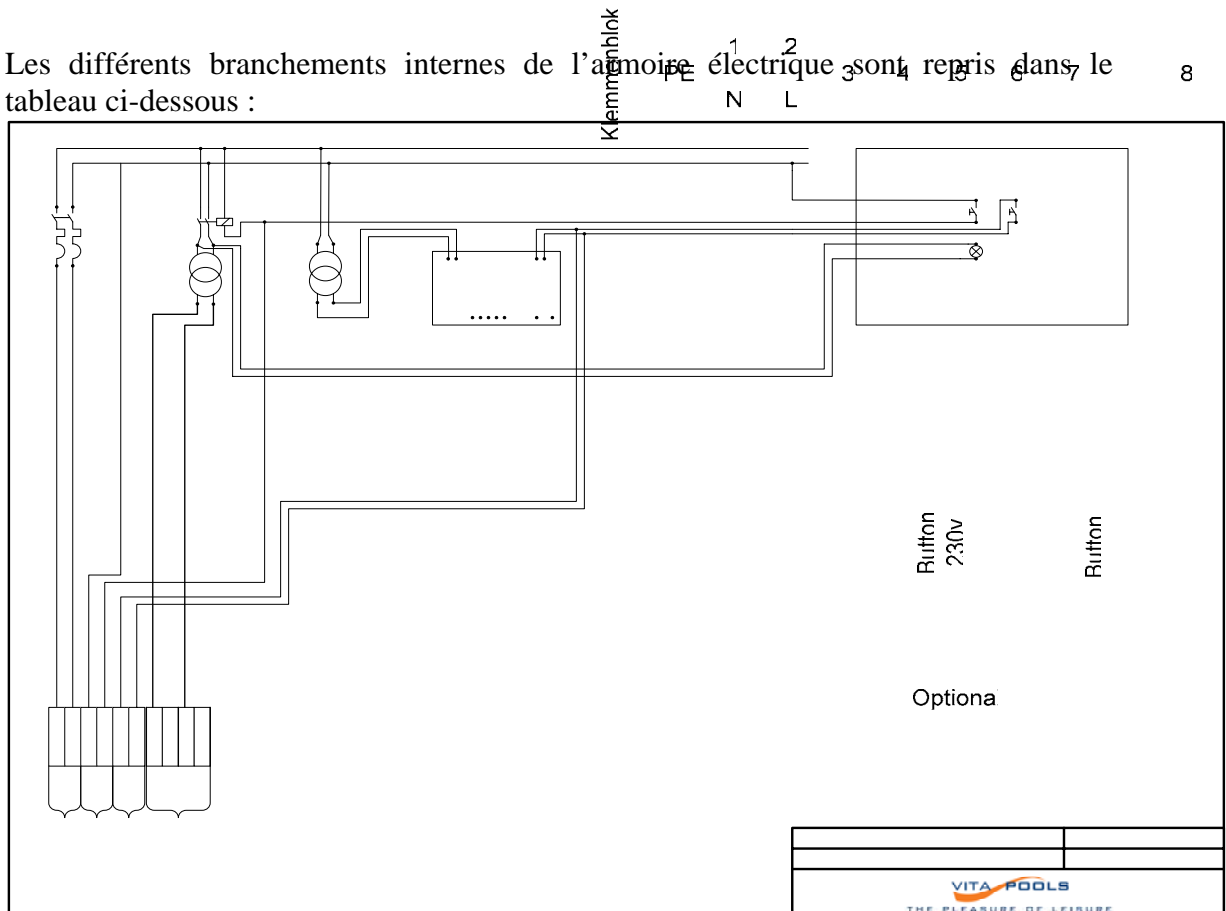 Les différents branchements internes de l'armoire électrique sont repris dans le
tableau ci-dessous :
Klemmenblok
PE
1
N
2
L
3
4
5
6
7
8
Button
230v
Button
Optional
VITA POOLS
THE PLEASURE OF LEISURE